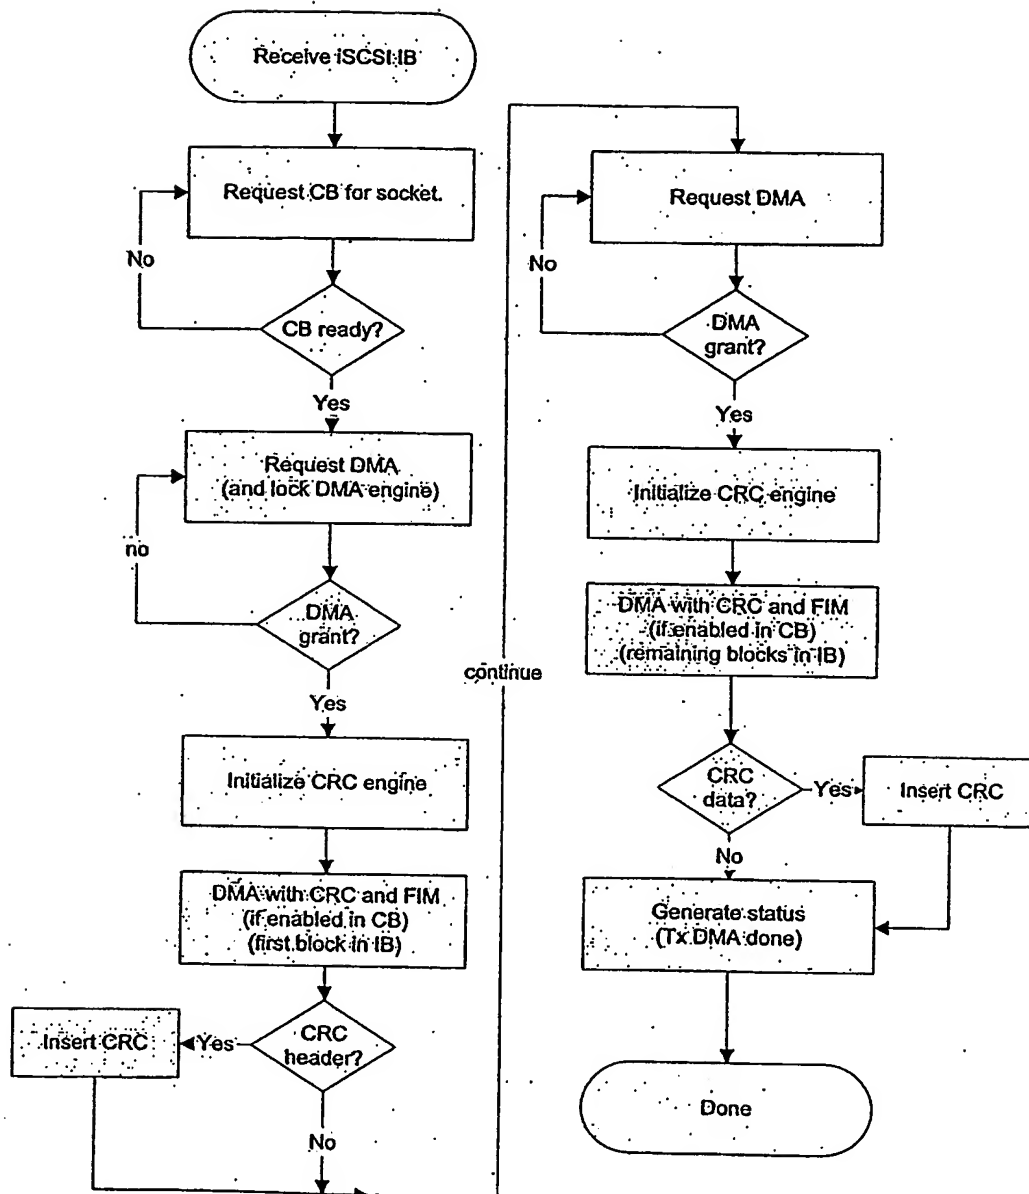 Receive iSCSI IB
Request CB for socket.
No
CB ready?
Yes
Request DMA
(and lock DMA engine)
no
DMA
grant?
Yes
Initialize CRC engine
DMA with CRC and FIM
(if enabled in CB)
(first block in IB)
Insert CRC
Yes
CRC
header?
No
continue
Request DMA
No
DMA
grant?
Yes
Initialize CRC engine
DMA with CRC and FIM
(if enabled in CB)
(remaining blocks in IB)
CRC
data?
Yes
Insert CRC
No
Generate status
(Tx DMA done)
Done